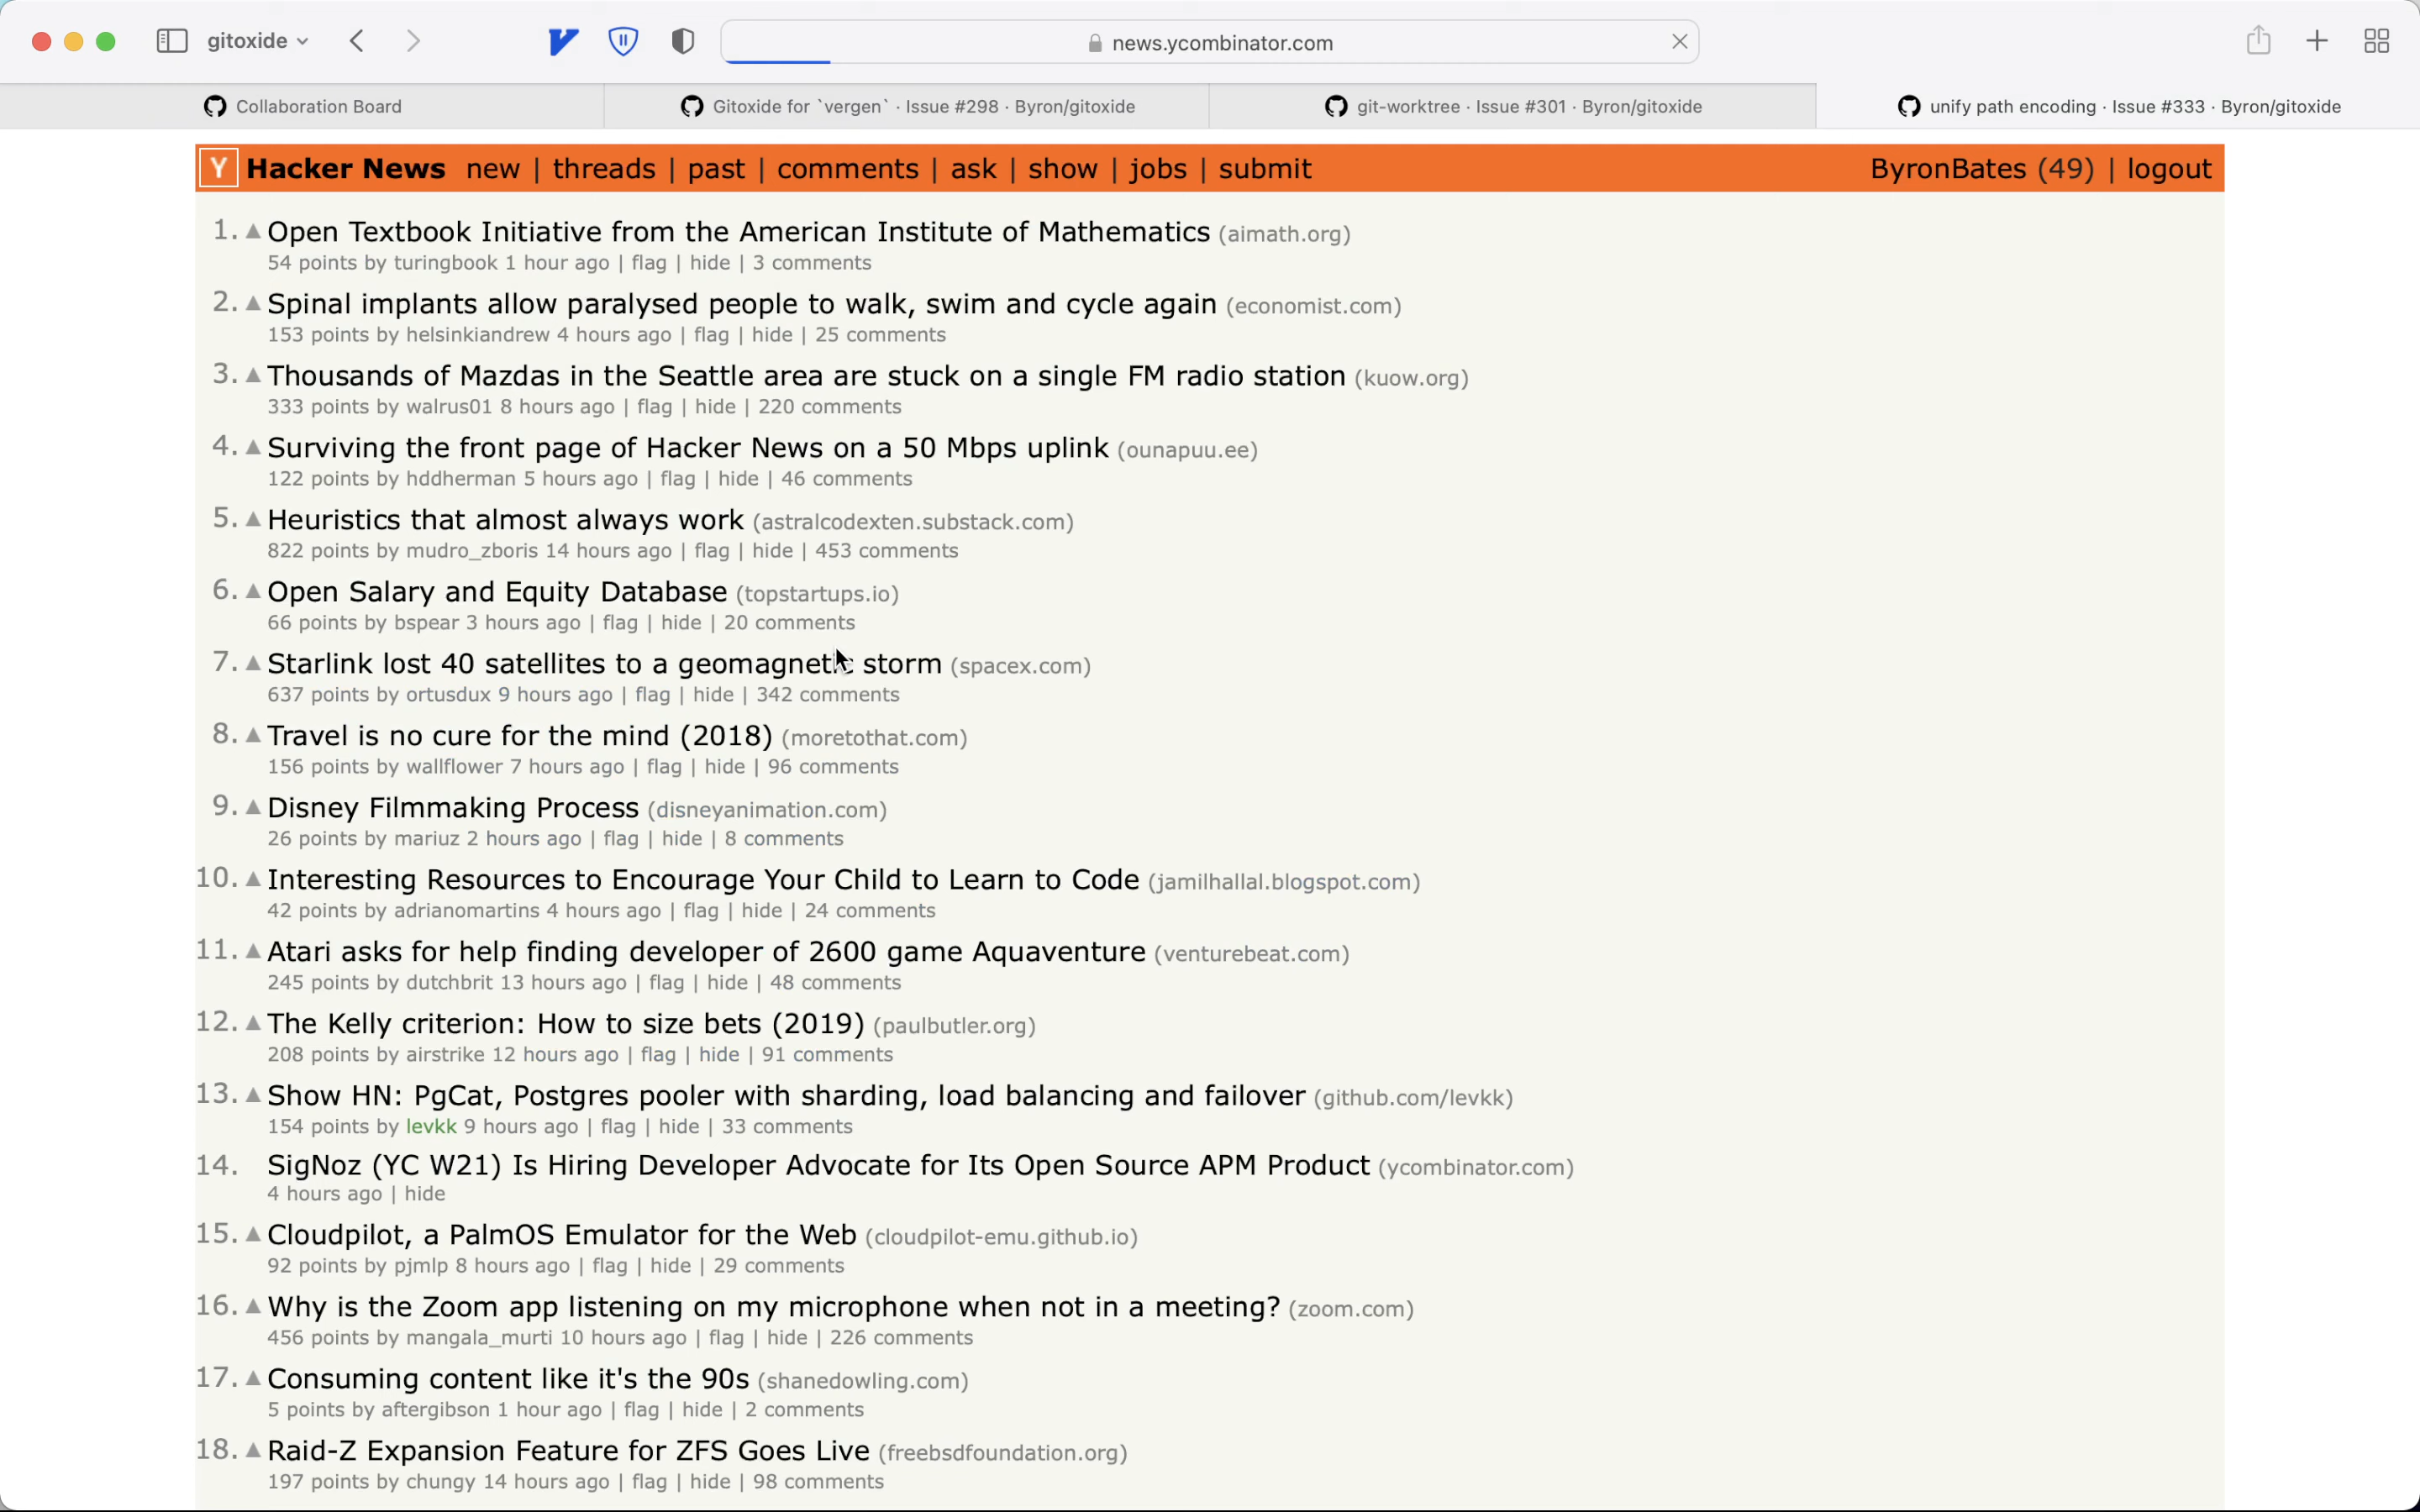 gitoxide
news.ycombinator.com
Collaboration Board
Gitoxide for `vergen` · Issue #298 · Byron/gitoxide
git-worktree · Issue #301 · Byron/gitoxide
unify path encoding · Issue #333 · Byron/gitoxide
Y Hacker News new | threads | past | comments | ask | show | jobs | submit
ByronBates (49) | logout
1. Open Textbook Initiative from the American Institute of Mathematics (aimath.org)
54 points by turingbook 1 hour ago | flag | hide | 3 comments
2. Spinal implants allow paralysed people to walk, swim and cycle again (economist.com)
153 points by helsinkiandrew 4 hours ago | flag | hide | 25 comments
3. Thousands of Mazdas in the Seattle area are stuck on a single FM radio station (kuow.org)
333 points by walrus01 8 hours ago | flag | hide | 220 comments
4. Surviving the front page of Hacker News on a 50 Mbps uplink (ounapuu.ee)
122 points by hddherman 5 hours ago | flag | hide | 46 comments
5. Heuristics that almost always work (astralcodexten.substack.com)
822 points by mudro_zboris 14 hours ago | flag | hide | 453 comments
6. Open Salary and Equity Database (topstartups.io)
66 points by bspear 3 hours ago | flag | hide | 20 comments
7. Starlink lost 40 satellites to a geomagnetic storm (spacex.com)
637 points by ortusdux 9 hours ago | flag | hide | 342 comments
8. Travel is no cure for the mind (2018) (moretothat.com)
156 points by wallflower 7 hours ago | flag | hide | 96 comments
9. Disney Filmmaking Process (disneyanimation.com)
26 points by mariuz 2 hours ago | flag | hide | 8 comments
10. Interesting Resources to Encourage Your Child to Learn to Code (jamilhallal.blogspot.com)
42 points by adrianomartins 4 hours ago | flag | hide | 24 comments
11. Atari asks for help finding developer of 2600 game Aquaventure (venturebeat.com)
245 points by dutchbrit 13 hours ago | flag | hide | 48 comments
12. The Kelly criterion: How to size bets (2019) (paulbutler.org)
208 points by airstrike 12 hours ago | flag | hide | 91 comments
13. Show HN: PgCat, Postgres pooler with sharding, load balancing and failover (github.com/levkk)
154 points by levkk 9 hours ago | flag | hide | 33 comments
14. SigNoz (YC W21) Is Hiring Developer Advocate for Its Open Source APM Product (ycombinator.com)
4 hours ago | hide
15. Cloudpilot, a PalmOS Emulator for the Web (cloudpilot-emu.github.io)
92 points by pjmlp 8 hours ago | flag | hide | 29 comments
16. Why is the Zoom app listening on my microphone when not in a meeting? (zoom.com)
456 points by mangala_murti 10 hours ago | flag | hide | 226 comments
17. Consuming content like it's the 90s (shanedowling.com)
5 points by aftergibson 1 hour ago | flag | hide | 2 comments
18. Raid-Z Expansion Feature for ZFS Goes Live (freebsdfoundation.org)
197 points by chungy 14 hours ago | flag | hide | 98 comments